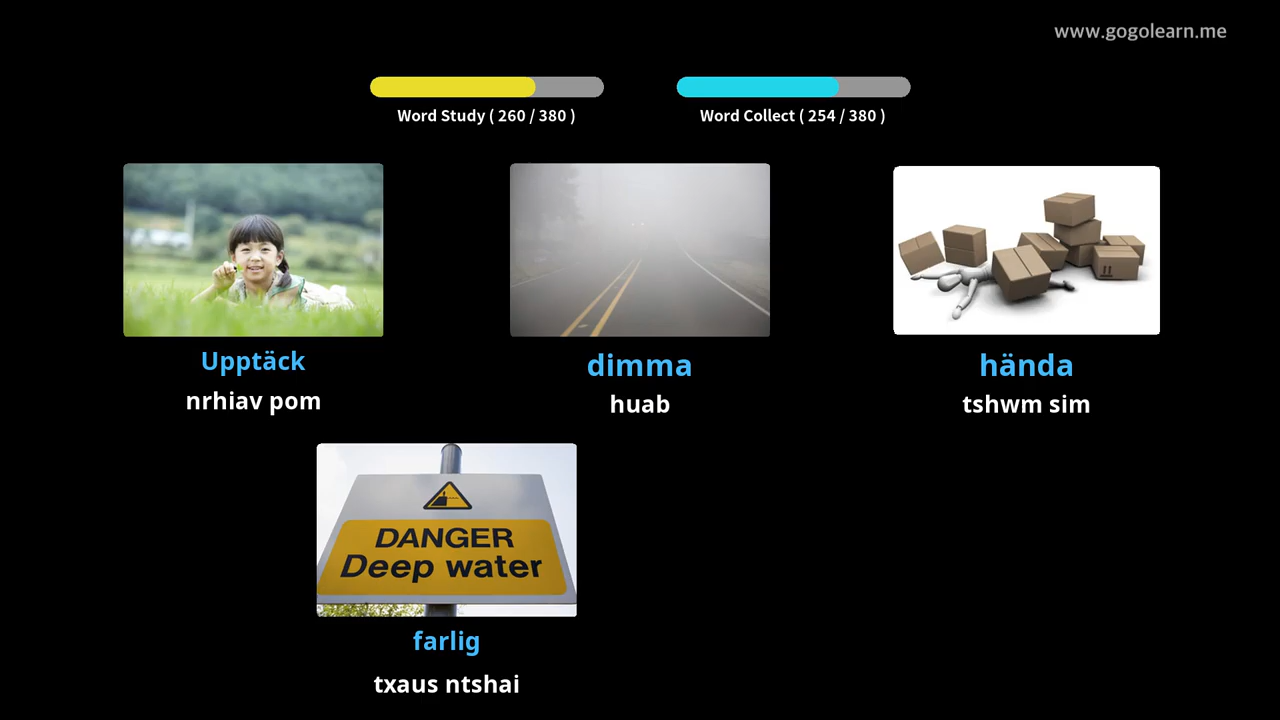 www.gogolearn.me
Word Study ( 260 / 380 )
Word Collect ( 254 / 380 )
Upptäck
nrhiav pom
dimma
huab
hända
tshwm sim
DANGER
Deep water
farlig
txaus ntshai